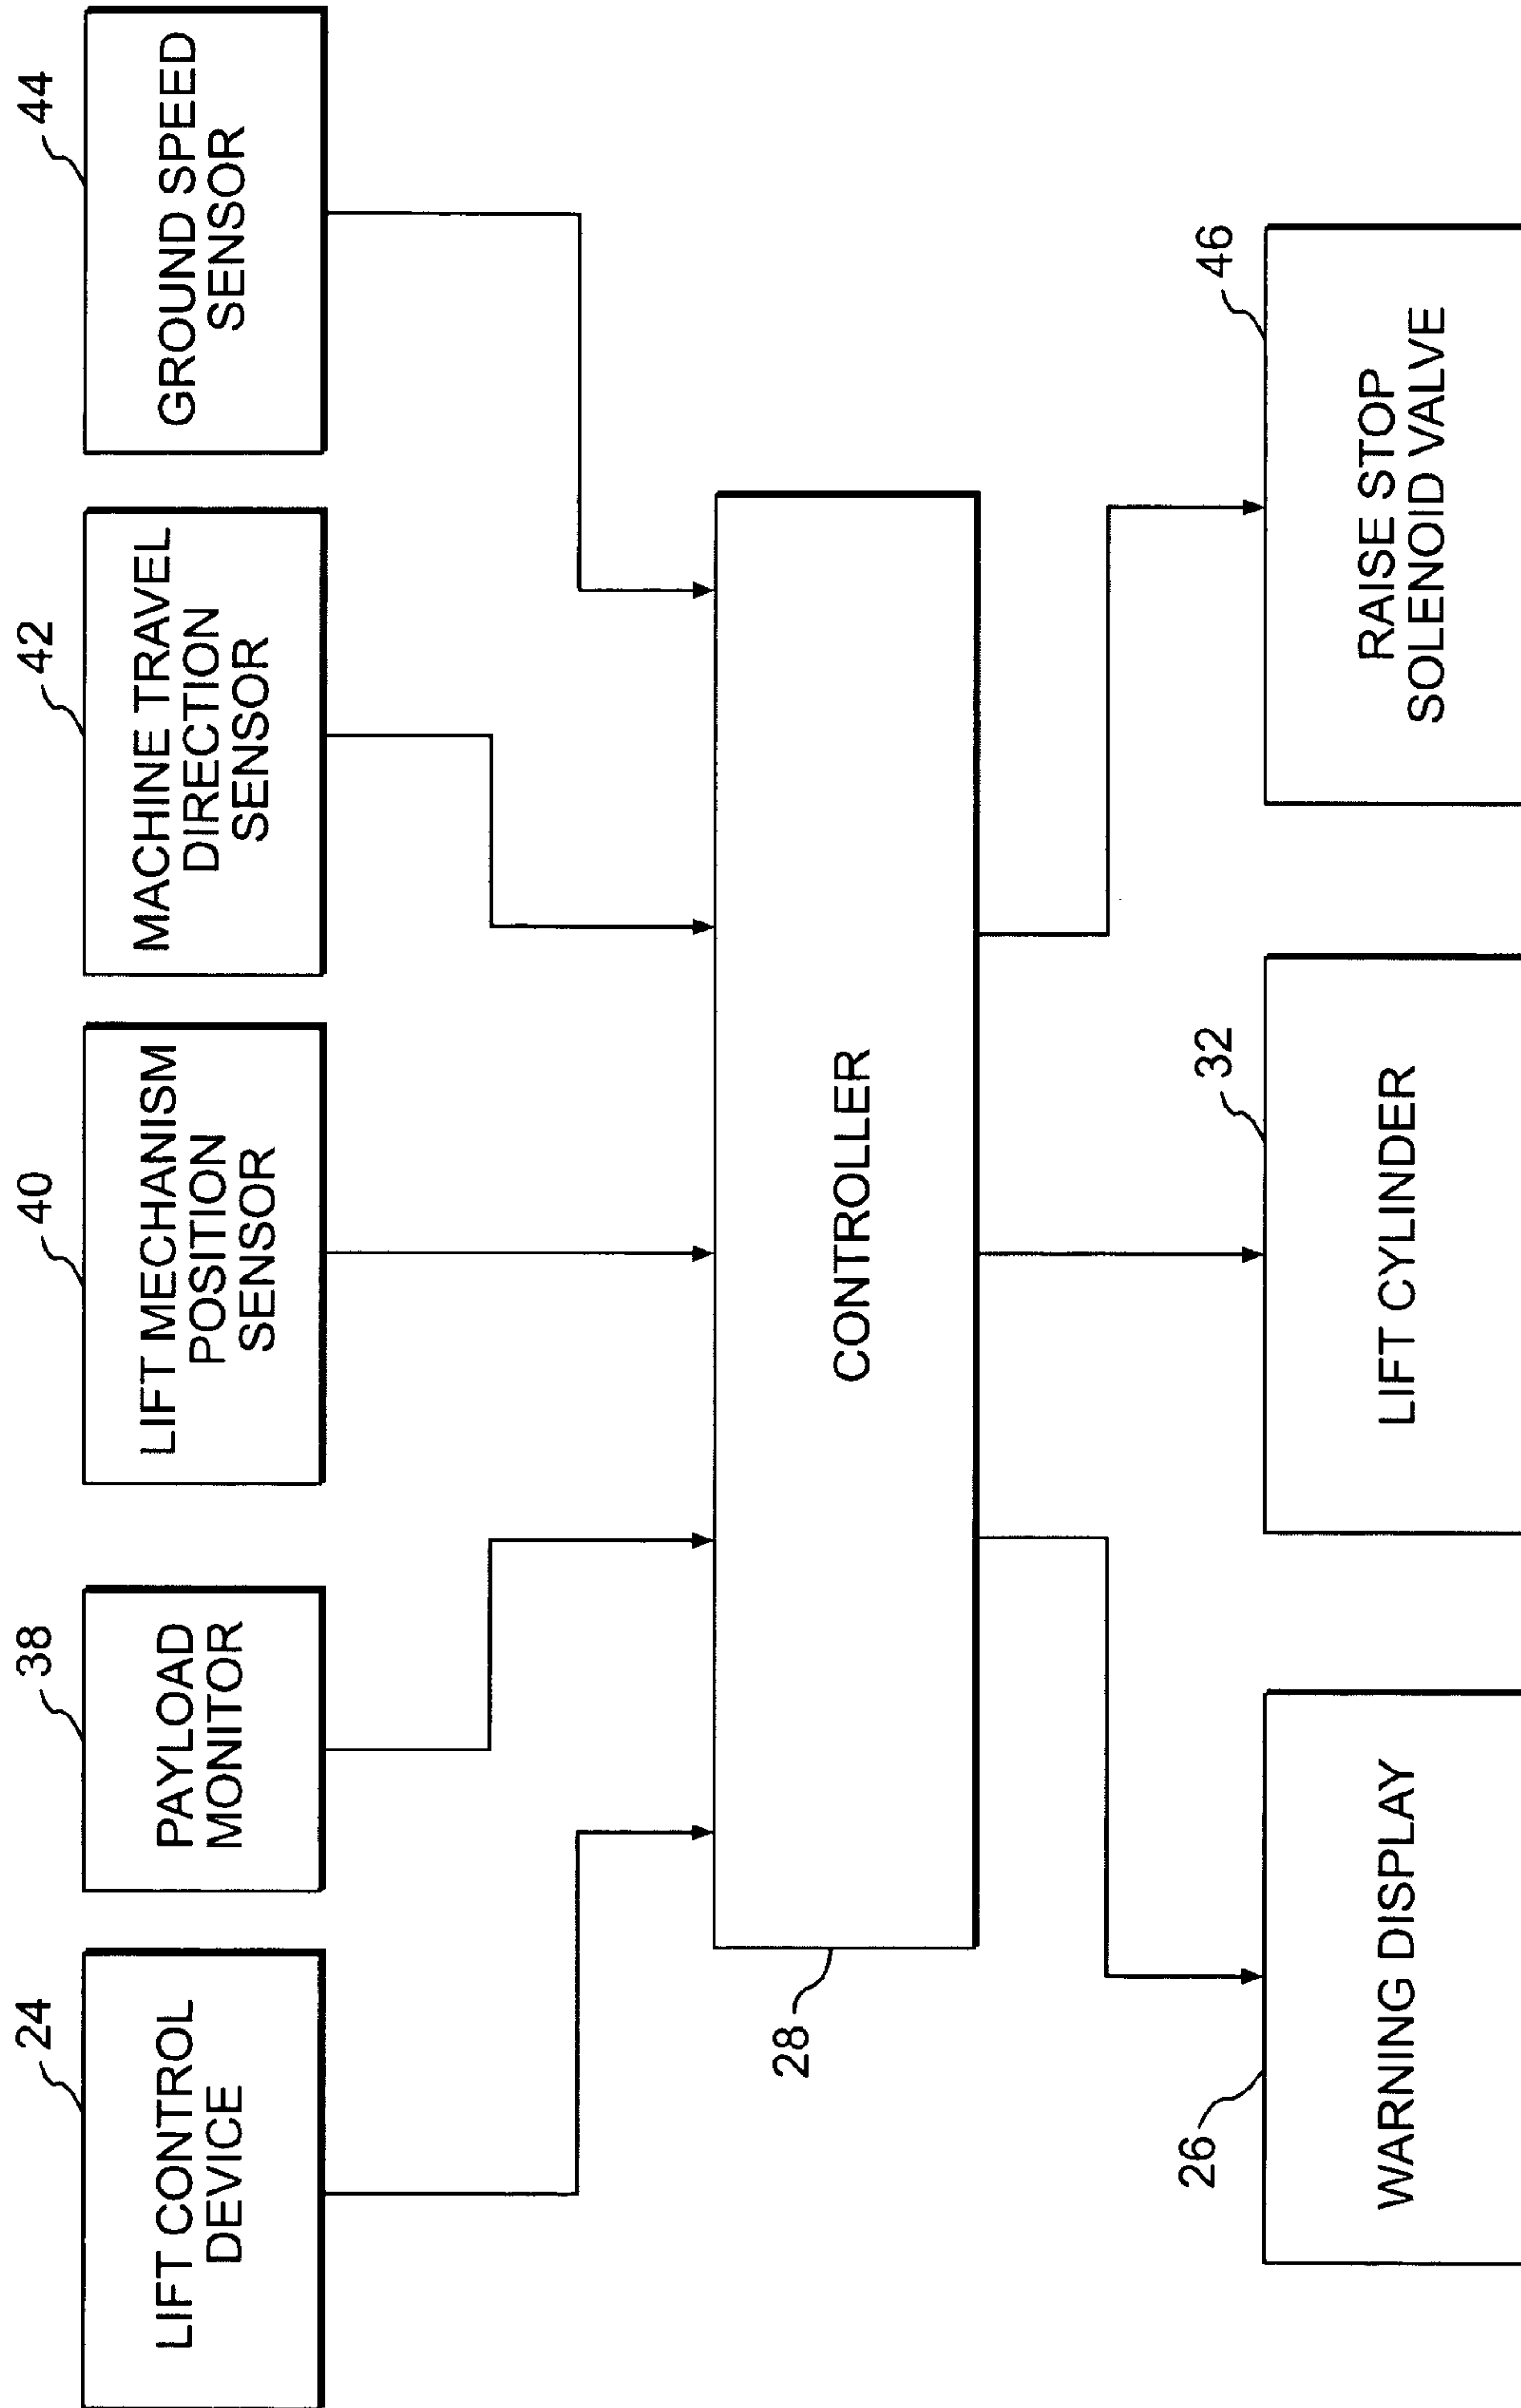 24
LIFT CONTROL
DEVICE
38
PAYLOAD
MONITOR
40
LIFT MECHANISM
POSITION
SENSOR
42
MACHINE TRAVEL
DIRECTION
SENSOR
44
GROUND SPEED
SENSOR
28
CONTROLLER
26
WARNING DISPLAY
32
LIFT CYLINDER
46
RAISE STOP
SOLENOID VALVE